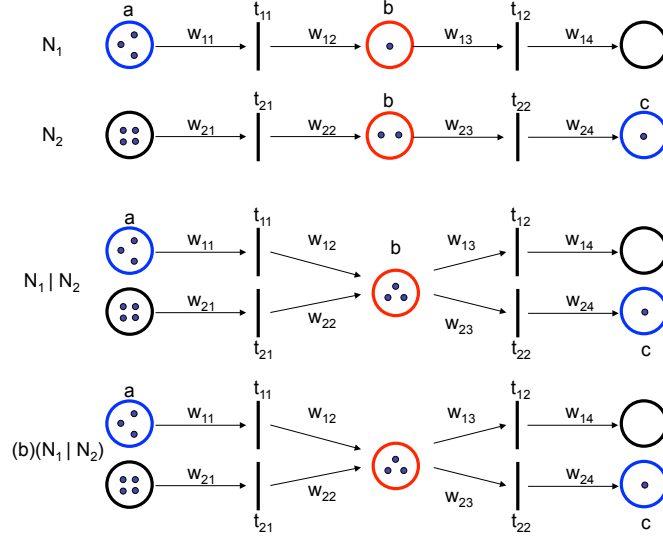 a b
t₁₁ t₁₂
N₁ w₁₁ w₁₂ w₁₃ w₁₄
t₂₁ b t₂₂ c
N₂ w₂₁ w₂₂ w₂₃ w₂₄
a t₁₁ t₁₂
w₁₁ w₁₂ b w₁₃ w₁₄
N₁ | N₂
w₂₁ w₂₂ w₂₃ w₂₄
t₂₁ t₂₂ c
a t₁₁ t₁₂
w₁₁ w₁₂ w₁₃ w₁₄
(b)(N₁ | N₂)
w₂₁ w₂₂ w₂₃ w₂₄
t₂₁ t₂₂ c